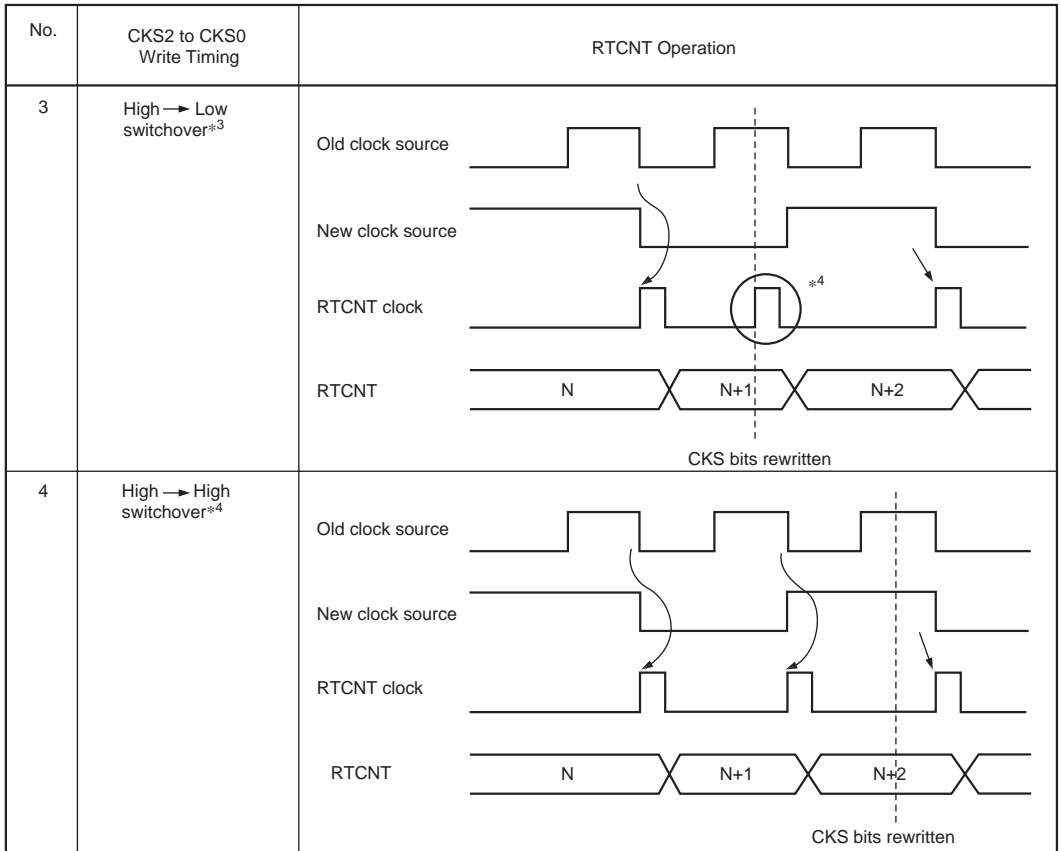 No.
CKS2 to CKS0
Write Timing
RTCNT Operation
3
High → Low
switchover*3
Old clock source
New clock source
RTCNT clock
*4
RTCNT
N
N+1
N+2
CKS bits rewritten
4
High → High
switchover*4
Old clock source
New clock source
RTCNT clock
RTCNT
N
N+1
N+2
CKS bits rewritten